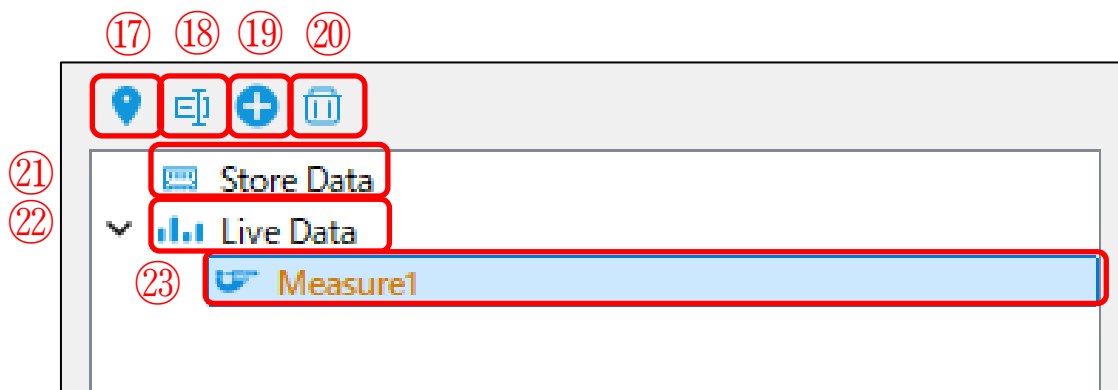 ⑰ ⑱ ⑲ ⑳
㉑ Store Data
㉒ Live Data
㉓ Measure1